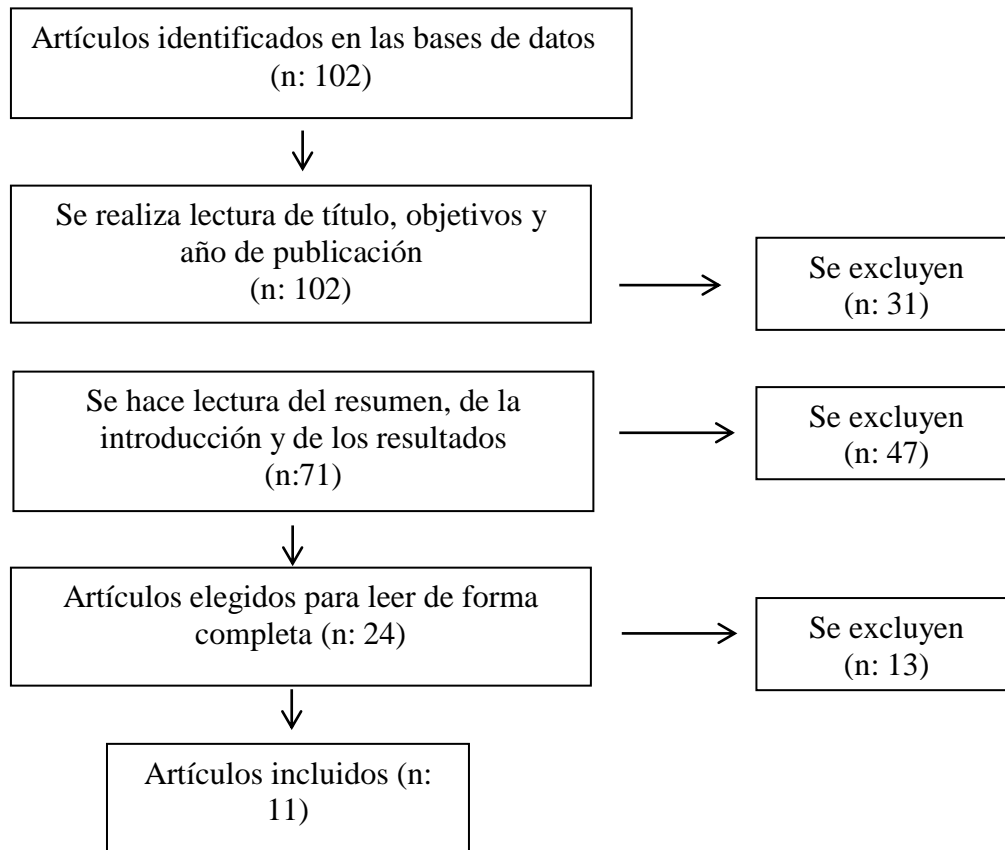 Artículos identificados en las bases de datos
(n: 102)
Se realiza lectura de título, objetivos y
año de publicación
(n: 102)
Se excluyen
(n: 31)
Se hace lectura del resumen, de la
introducción y de los resultados
(n:71)
Se excluyen
(n: 47)
Artículos elegidos para leer de forma
completa (n: 24)
Se excluyen
(n: 13)
Artículos incluidos (n:
11)